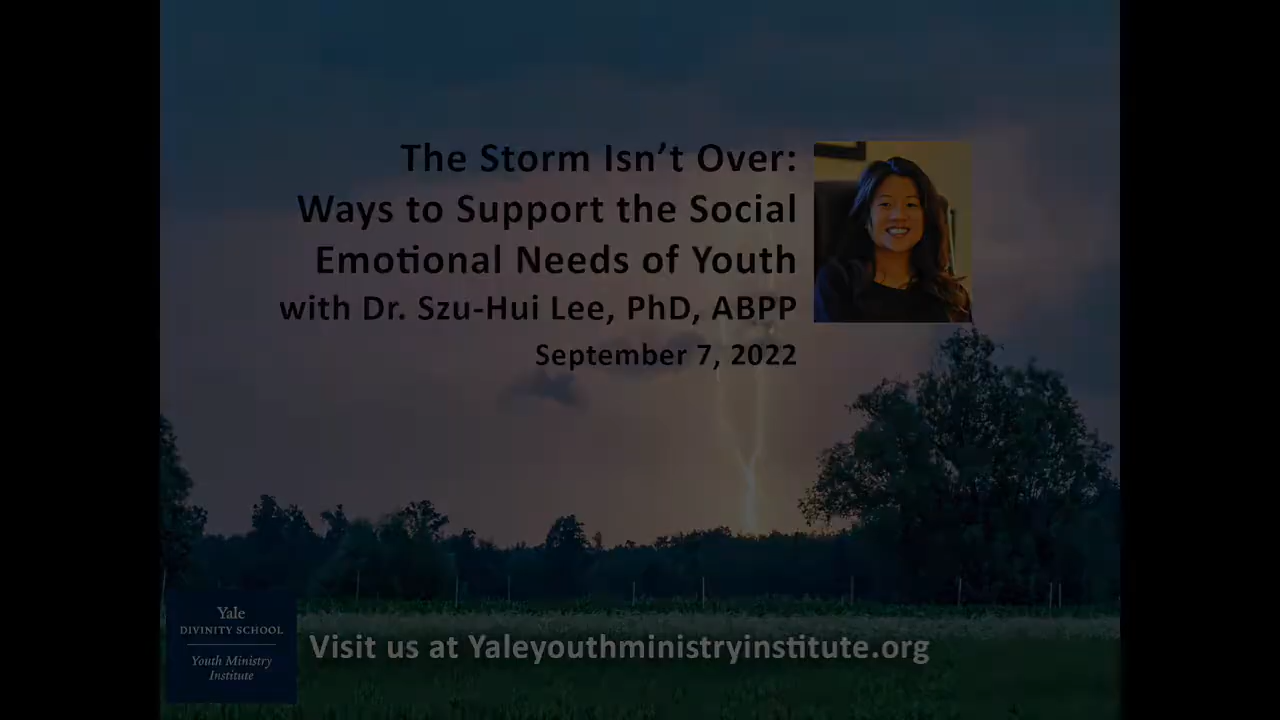 The Storm Isn't Over:
Ways to Support the Social
Emotional Needs of Youth
with Dr. Szu-Hui Lee, PhD, ABPP
September 7, 2022
Yale
DIVINITY SCHOOL
Youth Ministry
Institute
Visit us at Yaleyouthministryinstitute.org